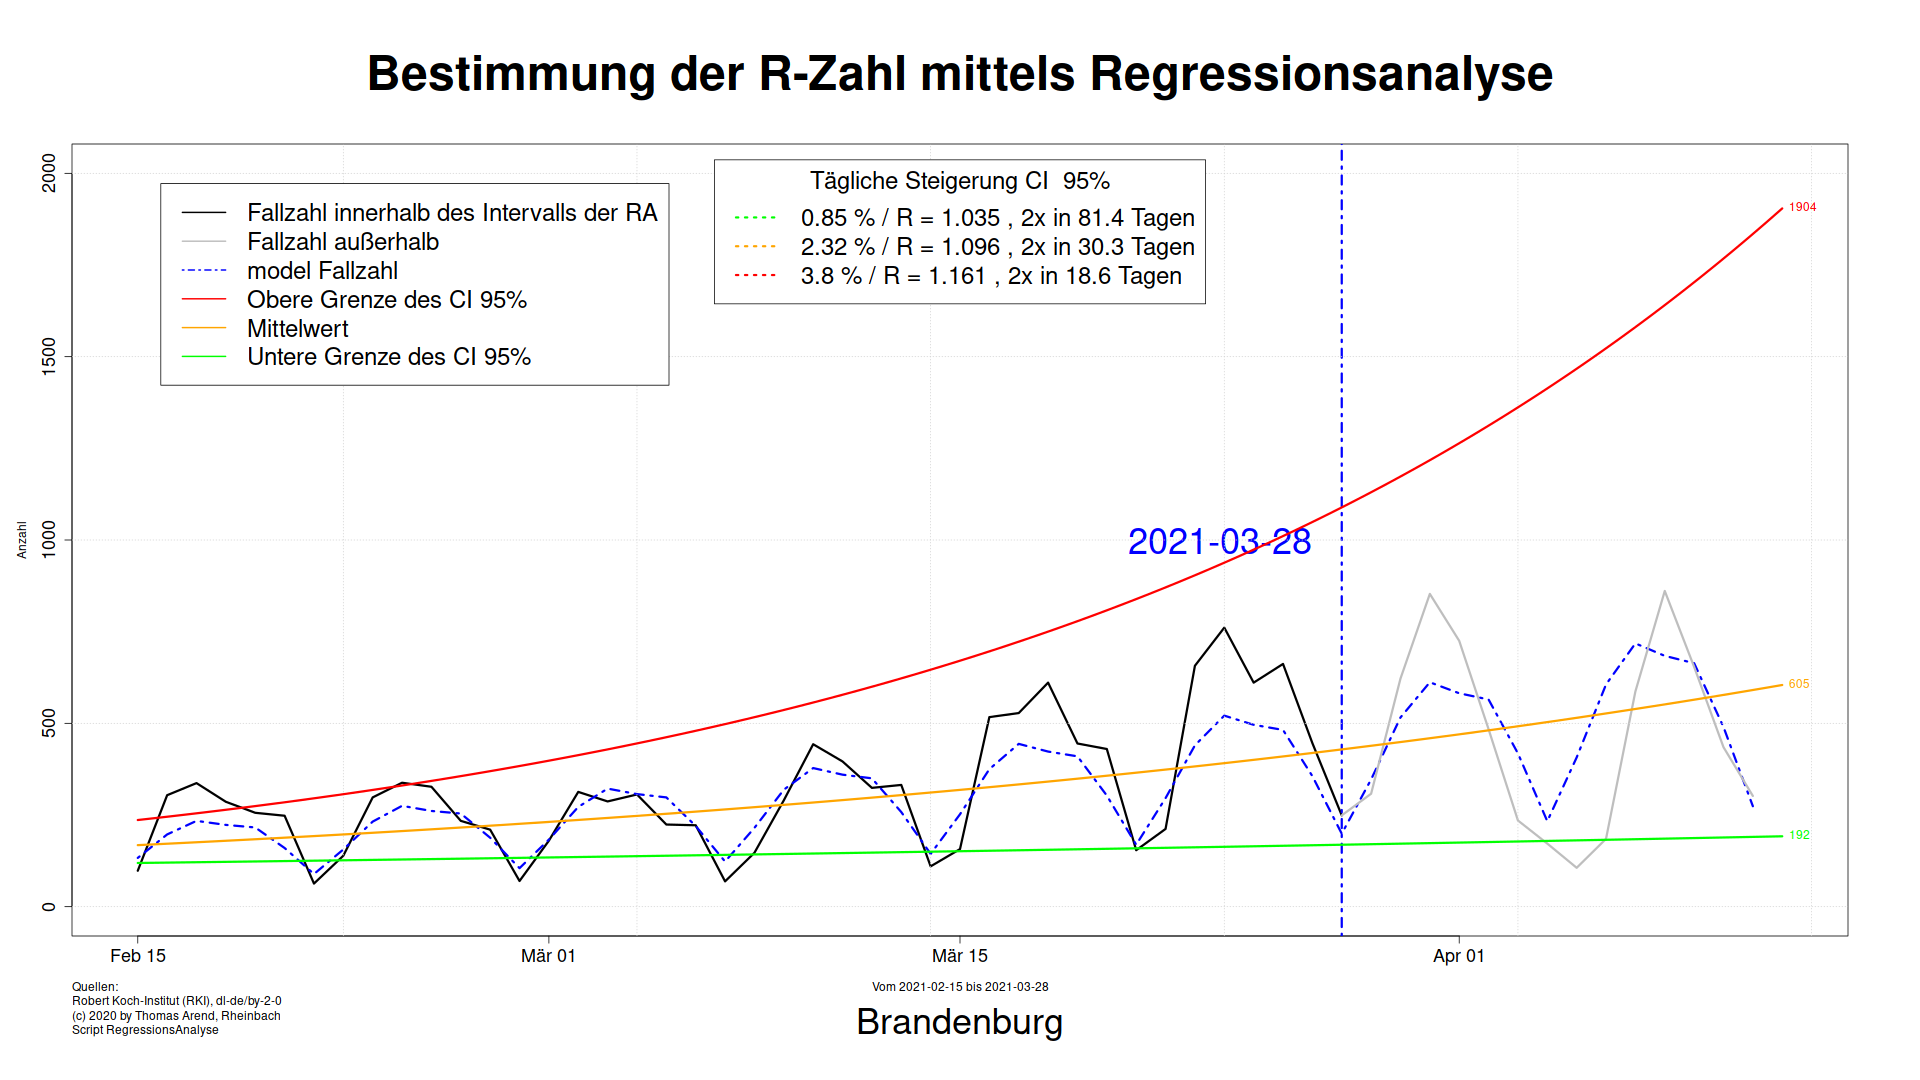 Bestimmung der R-Zahl mittels Regressionsanalyse
Fallzahl innerhalb des Intervalls der RA
Fallzahl außerhalb
model Fallzahl
Obere Grenze des CI 95%
Mittelwert
Untere Grenze des CI 95%
Tägliche Steigerung CI  95%
0.85 % / R = 1.035 , 2x in 81.4 Tagen
2.32 % / R = 1.096 , 2x in 30.3 Tagen
3.8 % / R = 1.161 , 2x in 18.6 Tagen
2021-03-28
1904
605
192
Anzahl
2000
1500
1000
500
0
Feb 15
Mär 01
Mär 15
Apr 01
Quellen:
Robert Koch-Institut (RKI), dl-de/by-2-0
(c) 2020 by Thomas Arend, Rheinbach
Script RegressionsAnalyse
Vom 2021-02-15 bis 2021-03-28
Brandenburg